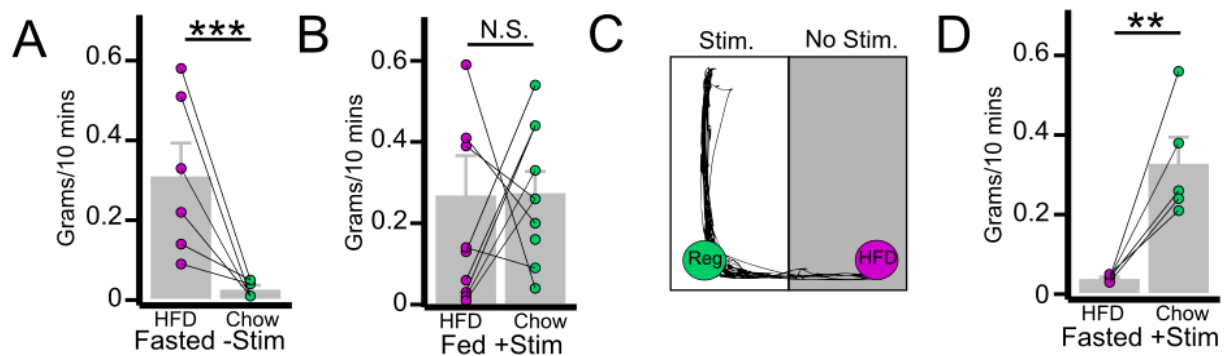 A
***
Grams/10 mins
0.6
0.4
0.2
0
HFD Chow
Fasted -Stim
B
N.S.
Grams/10 mins
0.6
0.4
0.2
0
HFD Chow
Fed +Stim
C
Stim. No Stim.
Reg HFD
D
**
Grams/10 mins
0.6
0.4
0.2
0
HFD Chow
Fasted +Stim